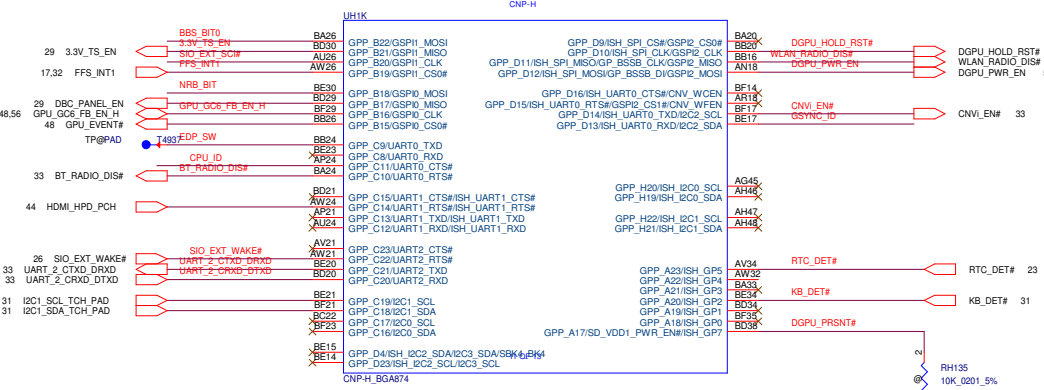 CNP-H
UH1K
BBS_BIT0 BA26 GPP_B22/GSPI1_MOSI
29 3.3V_TS_EN 3.3V_TS_EN BD30 GPP_B21/GSPI1_MISO
SIO_EXT_SCI# AU26 GPP_B20/GSPI1_CLK
17,32 FFS_INT1 FFS_INT1 AW26 GPP_B19/GSPI1_CS0#
NRB_BIT BE30 GPP_B18/GSPI0_MOSI
29 DBC_PANEL_EN BD29 GPP_B17/GSPI0_MISO
48,56 GPU_GC6_FB_EN_H GPU_GC6_FB_EN_H BF29 GPP_B16/GSPI0_CLK
48 GPU_EVENT# BB26 GPP_B15/GSPI0_CS0#
TP@PAD T4937 EDP_SW BB24 GPP_C9/UART0_TXD
BE23 GPP_C8/UART0_RXD
CPU_ID AP24 GPP_C11/UART0_CTS#
33 BT_RADIO_DIS# BT_RADIO_DIS# BA24 GPP_C10/UART0_RTS#
BD21 GPP_C15/UART1_CTS#/ISH_UART1_CTS#
44 HDMI_HPD_PCH AW24 GPP_C14/UART1_RTS#/ISH_UART1_RTS#
AP21 GPP_C13/UART1_TXD/ISH_UART1_TXD
AU24 GPP_C12/UART1_RXD/ISH_UART1_RXD
AV21 GPP_C23/UART2_CTS#
26 SIO_EXT_WAKE# SIO_EXT_WAKE# AW21 GPP_C22/UART2_RTS#
33 UART_2_CTXD_DRXD UART_2_CTXD_DRXD BE20 GPP_C21/UART2_TXD
33 UART_2_CRXD_DTXD UART_2_CRXD_DTXD BD20 GPP_C20/UART2_RXD
31 I2C1_SCL_TCH_PAD BE21 GPP_C19/I2C1_SCL
31 I2C1_SDA_TCH_PAD BF21 GPP_C18/I2C1_SDA
BC22 GPP_C17/I2C0_SCL
BF23 GPP_C16/I2C0_SDA
BE15 GPP_D4/ISH_I2C2_SDA/I2C3_SDA/SBK4_BK4
BE14 GPP_D23/ISH_I2C2_SCL/I2C3_SCL
CNP-H_BGA874
GPP_D9/ISH_SPI_CS#/GSPI2_CS0# BA20
GPP_D10/ISH_SPI_CLK/GSPI2_CLK BB20 DGPU_HOLD_RST# DGPU_HOLD_RST#
GPP_D11/ISH_SPI_MISO/GP_BSSB_CLK/GSPI2_MISO BB16 WLAN_RADIO_DIS# WLAN_RADIO_DIS#
GPP_D12/ISH_SPI_MOSI/GP_BSSB_DI/GSPI2_MOSI AN18 DGPU_PWR_EN DGPU_PWR_EN
GPP_D16/ISH_UART0_CTS#/CNV_WCEN BF14
GPP_D15/ISH_UART0_RTS#/GSPI2_CS1#/CNV_WFEN AR18
GPP_D14/ISH_UART0_TXD/I2C2_SCL BF17 CNVi_EN# CNVi_EN# 33
GPP_D13/ISH_UART0_RXD/I2C2_SDA BE17 GSYNC_ID
GPP_H20/ISH_I2C0_SCL AG45
GPP_H19/ISH_I2C0_SDA AH46
GPP_H22/ISH_I2C1_SCL AH47
GPP_H21/ISH_I2C1_SDA AH48
GPP_A23/ISH_GP5 AV34 RTC_DET# RTC_DET# 23
GPP_A22/ISH_GP4 AW32
GPP_A21/ISH_GP3 BA33
GPP_A20/ISH_GP2 BE34 KB_DET# KB_DET# 31
GPP_A19/ISH_GP1 BD34
GPP_A18/ISH_GP0 BF35
GPP_A17/SD_VDD1_PWR_EN#/ISH_GP7 BD38 DGPU_PRSNT#
2
@
RH135
10K_0201_5%